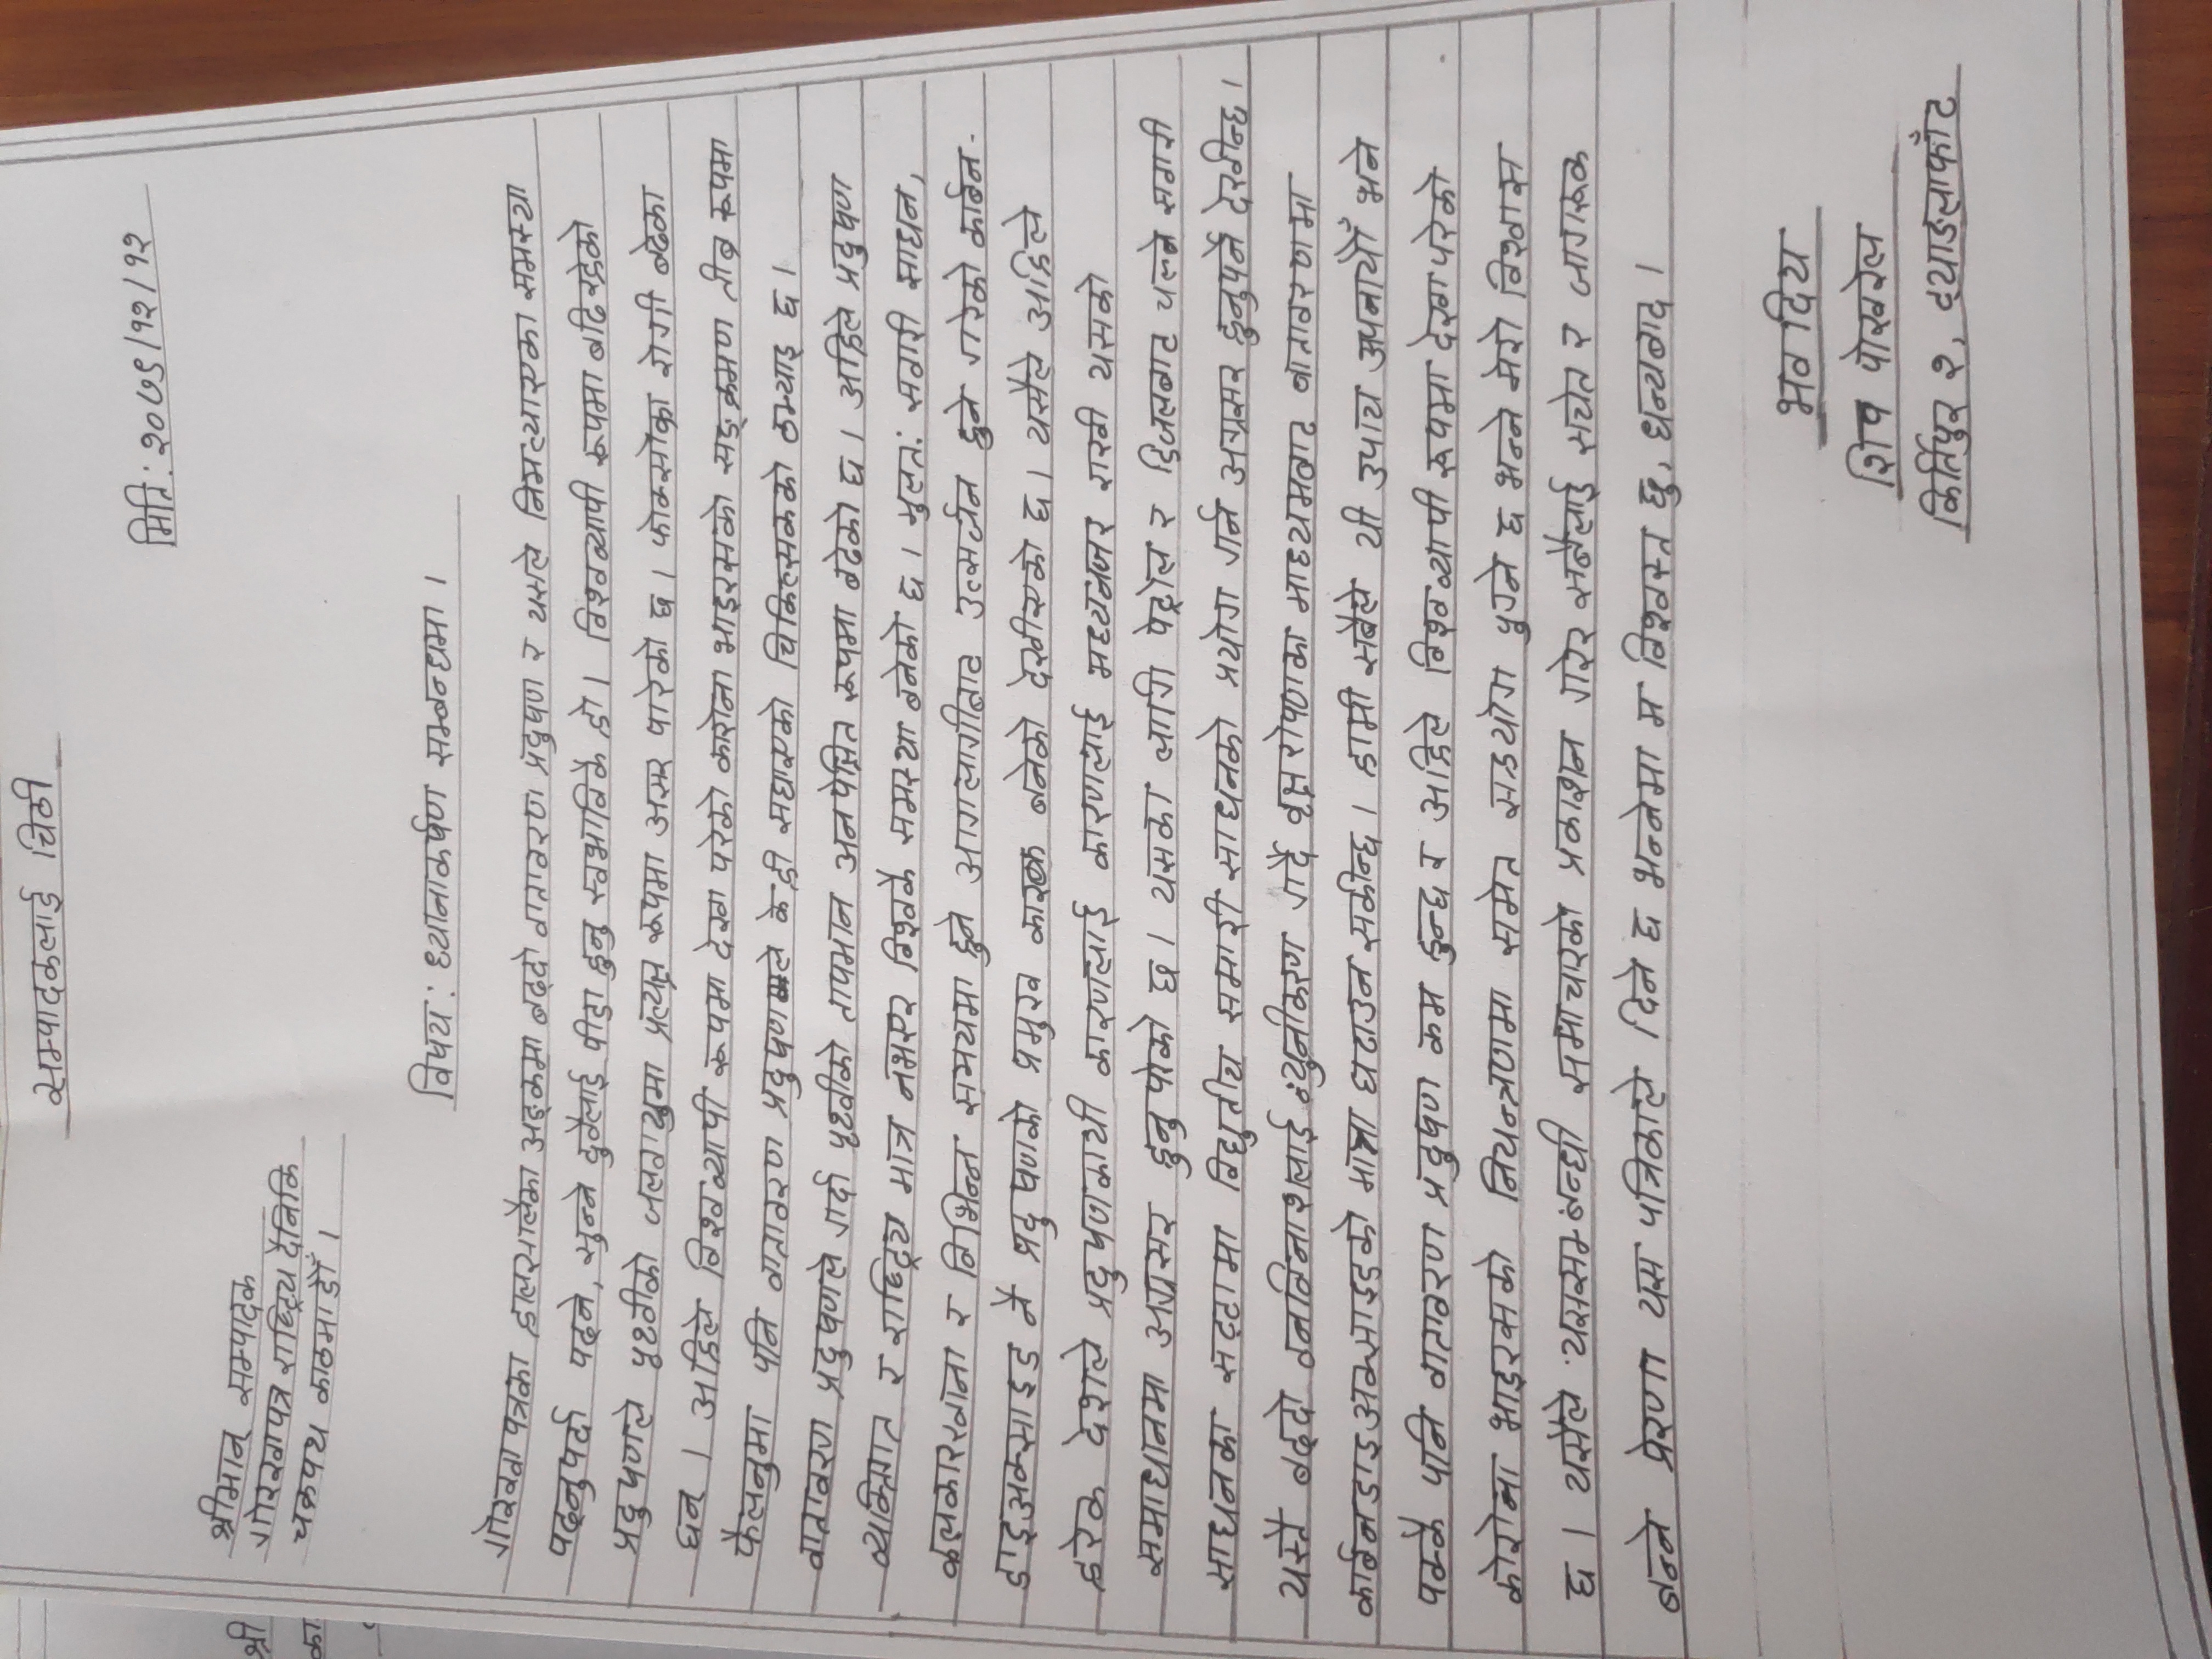 सम्पादकलाई चिठी
मिति: २०७९/१२/१२
श्रीमान् सम्पादक
गोरखापत्र राष्ट्रिय दैनिकि
चक्रपथ काठमाडौँ ।
विषय: ध्यानाकर्षण सम्बन्धमा ।
गोरखापत्रका हालसालैका अङ्कमा बढ्दो वातावरण प्रदुषण र यसले निम्त्याएका समस्या
पढ्नुपर्दा पढ्ने, सुन्ने दुवैलाई पीडा हुनु स्वभाविकै हो । विश्वव्यापी रूपमा बढिरहेको
प्रदुषणले पृथ्वीको जलवायुमा प्रत्यक्ष रूपमा असर पारेको छ । फोक्सोका रोगी बढेका
छन् । अहिले विश्वव्यापी रूपमा देखा परेको कारोना भाइरसको सङ्क्रमण तीब्र रूपमा
फैलनुमा पनि वातावरण प्रदुषणले केही सघाएको चिकित्सकको ठम्याइ छ ।
वातावरण प्रदुषणले गर्दा पृथ्वीको तापमान अनपेक्षित रूपमा बढेको छ । अहिले प्रदुषण
व्यक्तिगत र राष्ट्रिय मात्र नभएर विश्वकै समस्या बनेको छ । मुलत: सवारी साधन,
कलकारखाना र विभिन्न समयमा हुने आगलागीबाट उत्सर्जन हुने गरेको कार्बन-
डाइअक्साइड नै प्रदुषणको प्रमुख कारक बनेको देखीएको छ । यसैले अहिले
हरेक देशले प्रदुषणका यी कारणलाई कारणलाई मध्यनजर राखी यसको
समाधानमा अग्रसर हुनु परेको छ । यसका लागि पेट्रोल र डिजलबाट चल्ने सवारी
साधनका सट्टामा विद्युतीय समारी साधनको प्रयोग गर्न अग्रसर हुनुपर्ने देखीन्छ ।
यस्तै बढ्दो वनविनाशलाई न्युनीकरण गर्दै वृक्षरोपणका माध्यमबाट वातावरणमा
कार्बनडाइअक्साइडको मात्रा घटाउन सकीन्छ । हामी सबैले यी उपाय अपनायौँ भने
पक्कै पनि वातावरण प्रदुषण कम हुन्छ र अहिले विश्वव्यापी रूपमा देखा परेको
कोरोना भाइरसको नियन्त्रणमा समेत सहयोग पुग्ने छ भन्ने मेरो विश्वास
छ । यसैले यससम्बन्धी समाचारको प्रकाशन गरेर सबैलाई सचेत र जागरूक
बन्ने प्रेरणा यस पत्रिकाले दिने छ भन्नेमा म विश्वस्त छु, धन्यबाद ।
भवदिय
शिव पोखरेल
किर्तिपुर २, ट्याङ्लाफाँट